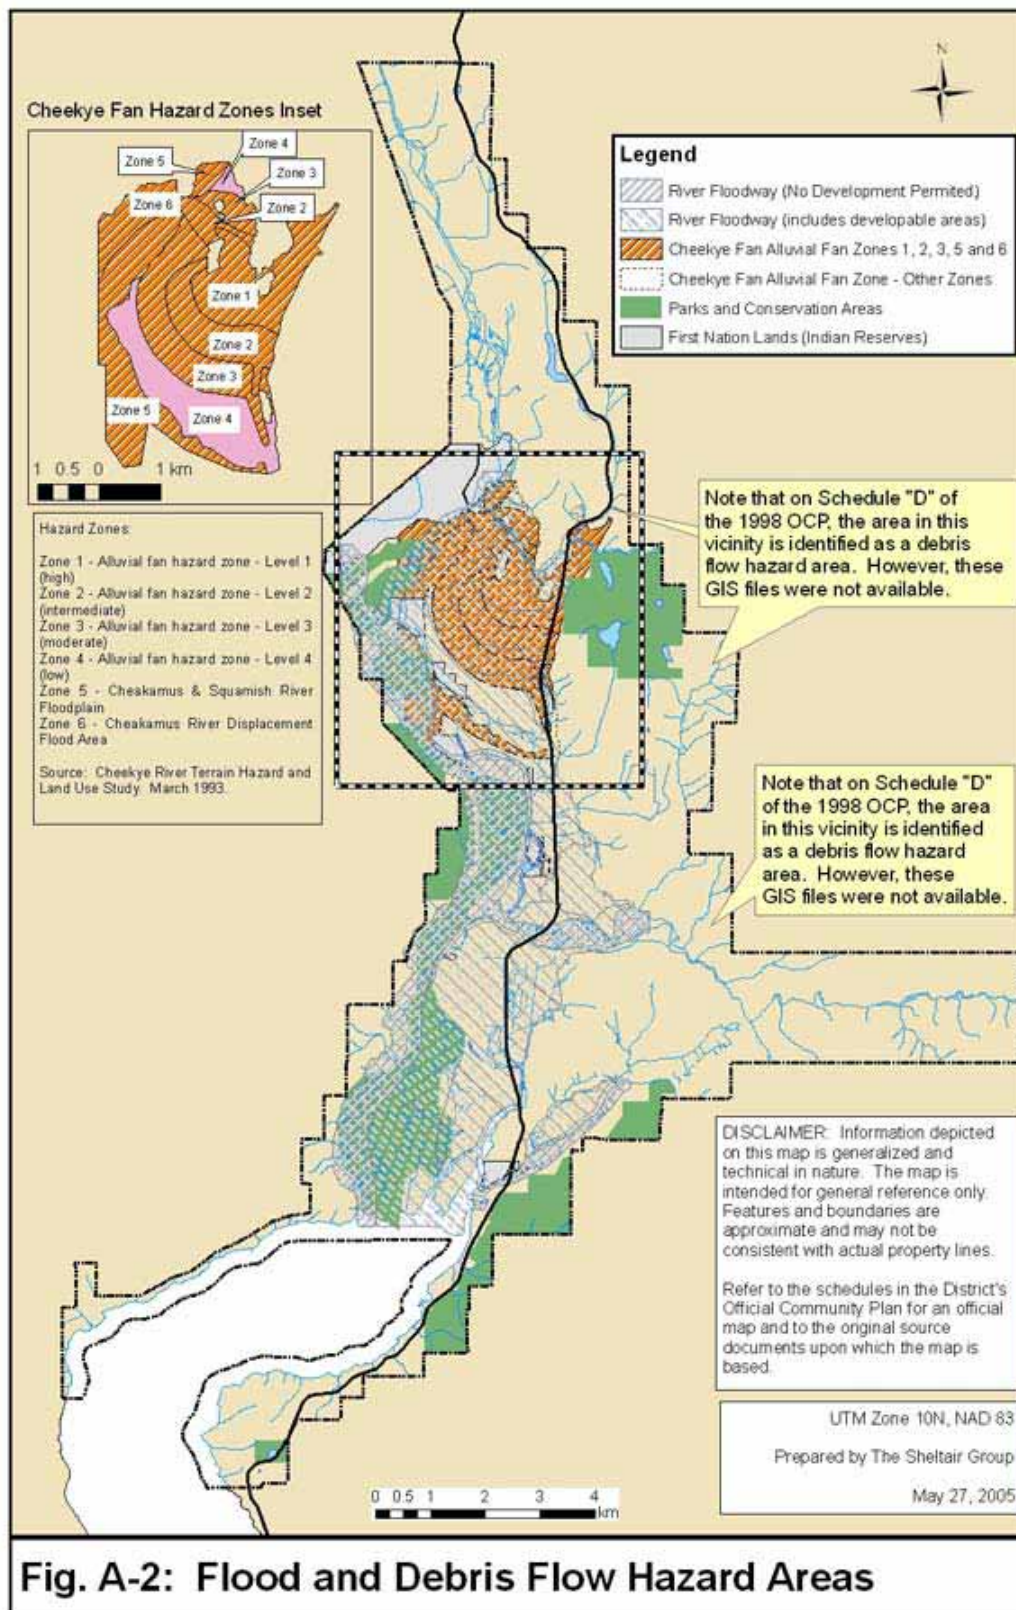 N
Cheekye Fan Hazard Zones Inset
Zone 4
Zone 5
Zone 3
Zone 6
Zone 2
Zone 1
Zone 2
Zone 3
Zone 5
Zone 4
1 0.5 0 1 km
Legend
River Floodway (No Development Permited)
River Floodway (includes developable areas)
Cheekye Fan Alluvial Fan Zones 1, 2, 3, 5 and 6
Cheekye Fan Alluvial Fan Zone - Other Zones
Parks and Conservation Areas
First Nation Lands (Indian Reserves)
Hazard Zones:
Zone 1 - Alluvial fan hazard zone - Level 1
(high)
Zone 2 - Alluvial fan hazard zone - Level 2
(intermediate)
Zone 3 - Alluvial fan hazard zone - Level 3
(moderate)
Zone 4 - Alluvial fan hazard zone - Level 4
(low)
Zone 5 - Cheakamus & Squamish River
Floodplain
Zone 6 - Cheakamus River Displacement
Flood Area
Source: Cheekye River Terrain Hazard and
Land Use Study. March 1993.
Note that on Schedule "D" of
the 1998 OCP, the area in this
vicinity is identified as a debris
flow hazard area. However, these
GIS files were not available.
Note that on Schedule "D"
of the 1998 OCP, the area
in this vicinity is identified
as a debris flow hazard
area. However, these
GIS files were not available.
DISCLAIMER: Information depicted
on this map is generalized and
technical in nature. The map is
intended for general reference only.
Features and boundaries are
approximate and may not be
consistent with actual property lines.
Refer to the schedules in the District's
Official Community Plan for an official
map and to the original source
documents upon which the map is
based.
UTM Zone 10N, NAD 83
Prepared by The Sheltair Group
May 27, 2005
0 0.5 1 2 3 4
km
Fig. A-2: Flood and Debris Flow Hazard Areas